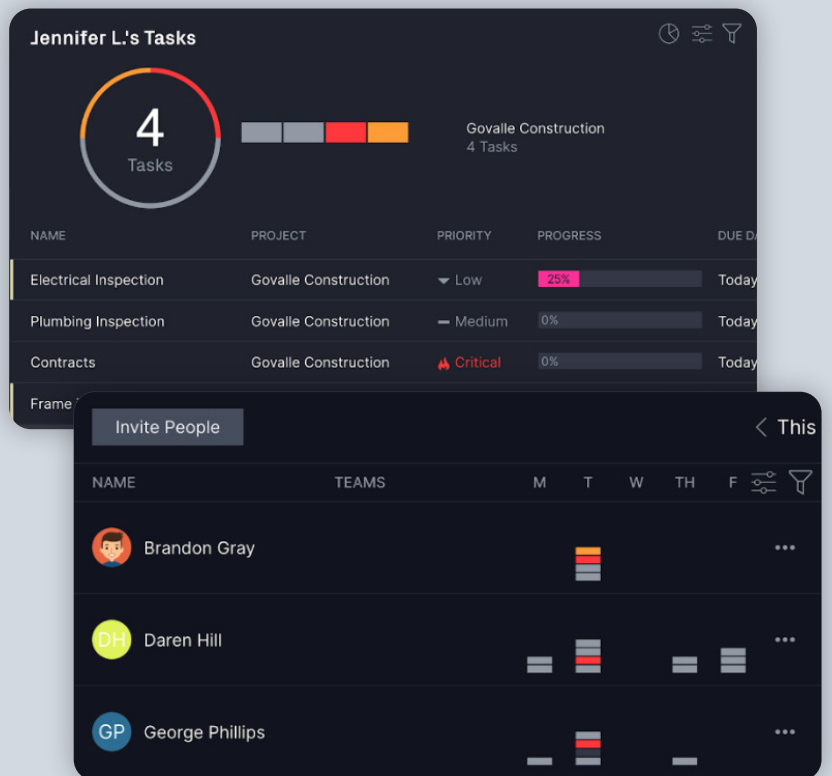 Jennifer L.'s Tasks
4
Tasks
Govalle Construction
4 Tasks
NAME PROJECT PRIORITY PROGRESS DUE
Electrical Inspection Govalle Construction Low 25% Today
Plumbing Inspection Govalle Construction Medium 0% Today
Contracts Govalle Construction Critical 0% Today
Frame
Invite People This
NAME TEAMS M T W TH F
Brandon Gray
DH Daren Hill
GP George Phillips